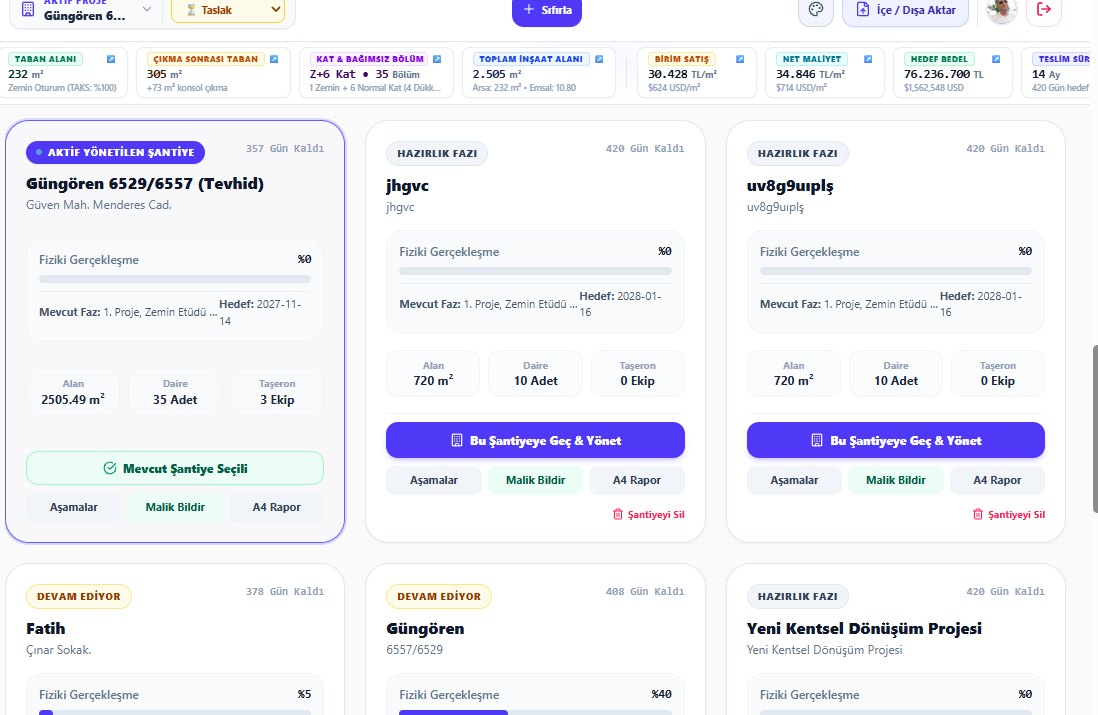 AKTİF PROJE
Güngören 6...
Taslak
+ Sıfırla
İçe / Dışa Aktar
TABAN ALANI
232 m²
Zemin Oturum (TAKS: %100)
ÇIKMA SONRASI TABAN
305 m²
+73 m² konsol çıkma
KAT & BAĞIMSIZ BÖLÜM
Z+6 Kat • 35 Bölüm
1 Zemin + 6 Normal Kat (4 Dükk...
TOPLAM İNŞAAT ALANI
2.505 m²
Arsa: 232 m² • Emsal: 10.80
BİRİM SATIŞ
30.428 TL/m²
$624 USD/m²
NET MALİYET
34.846 TL/m²
$714 USD/m²
HEDEF BEDEL
76.236.700 TL
$1,562,548 USD
TESLİM SÜR
14 Ay
420 Gün hedef
AKTİF YÖNETİLEN ŞANTİYE
357 Gün Kaldı
Güngören 6529/6557 (Tevhid)
Güven Mah. Menderes Cad.
Fiziki Gerçekleşme %0
Mevcut Faz: 1. Proje, Zemin Etüdü ...
Hedef: 2027-11-
14
Alan
2505.49 m²
Daire
35 Adet
Taşeron
3 Ekip
Mevcut Şantiye Seçili
Aşamalar
Malik Bildir
A4 Rapor
HAZIRLIK FAZI
420 Gün Kaldı
jhgvc
jhgvc
Fiziki Gerçekleşme %0
Mevcut Faz: 1. Proje, Zemin Etüdü ...
Hedef: 2028-01-
16
Alan
720 m²
Daire
10 Adet
Taşeron
0 Ekip
Bu Şantiyeye Geç & Yönet
Aşamalar
Malik Bildir
A4 Rapor
Şantiyeyi Sil
HAZIRLIK FAZI
420 Gün Kaldı
uv8g9uıplş
uv8g9uıplş
Fiziki Gerçekleşme %0
Mevcut Faz: 1. Proje, Zemin Etüdü ...
Hedef: 2028-01-
16
Alan
720 m²
Daire
10 Adet
Taşeron
0 Ekip
Bu Şantiyeye Geç & Yönet
Aşamalar
Malik Bildir
A4 Rapor
Şantiyeyi Sil
DEVAM EDİYOR
378 Gün Kaldı
Fatih
Çınar Sokak.
Fiziki Gerçekleşme %5
DEVAM EDİYOR
408 Gün Kaldı
Güngören
6557/6529
Fiziki Gerçekleşme %40
HAZIRLIK FAZI
420 Gün Kaldı
Yeni Kentsel Dönüşüm Projesi
Yeni Kentsel Dönüşüm Projesi
Fiziki Gerçekleşme %0